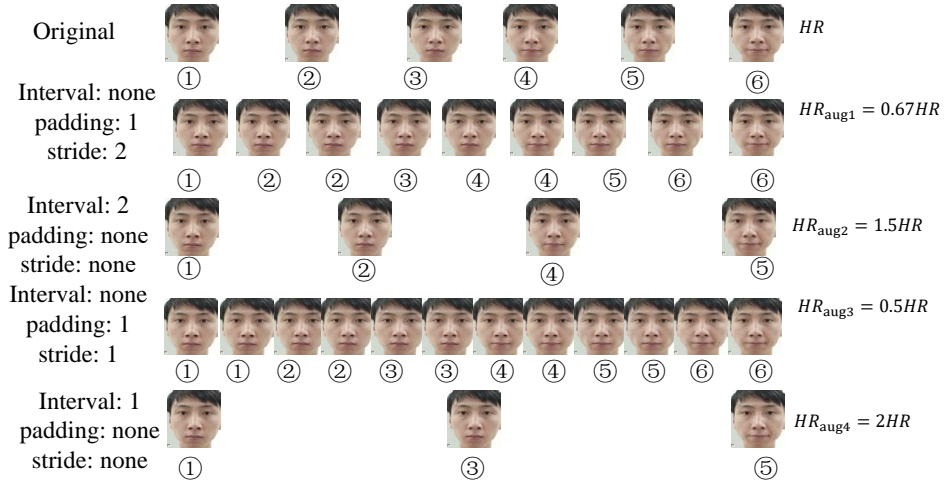 Original
HR
① ② ③ ④ ⑤ ⑥
Interval: none
padding: 1
stride: 2
HR_aug1 = 0.67HR
① ② ② ③ ④ ④ ⑤ ⑥ ⑥
Interval: 2
padding: none
stride: none
HR_aug2 = 1.5HR
① ② ④ ⑤
Interval: none
padding: 1
stride: 1
HR_aug3 = 0.5HR
① ① ② ② ③ ③ ④ ④ ⑤ ⑤ ⑥ ⑥
Interval: 1
padding: none
stride: none
HR_aug4 = 2HR
① ③ ⑤